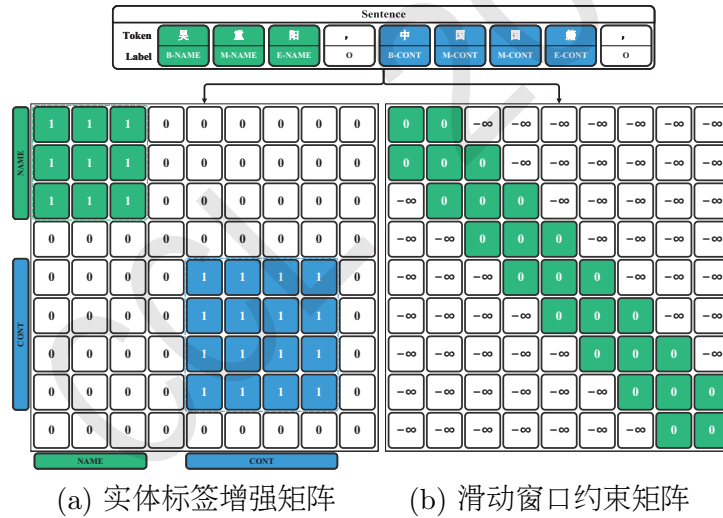 Sentence
Token 吴 重 阳 , 中 国 国 籍 ,
Label B-NAME M-NAME E-NAME O B-CONT M-CONT M-CONT E-CONT O
NAME
CONT
1 1 1 0 0 0 0 0 0
1 1 1 0 0 0 0 0 0
1 1 1 0 0 0 0 0 0
0 0 0 0 0 0 0 0 0
0 0 0 0 1 1 1 1 0
0 0 0 0 1 1 1 1 0
0 0 0 0 1 1 1 1 0
0 0 0 0 1 1 1 1 0
0 0 0 0 0 0 0 0 0
NAME CONT
0 0 -∞ -∞ -∞ -∞ -∞ -∞ -∞
0 0 0 -∞ -∞ -∞ -∞ -∞ -∞
-∞ 0 0 0 -∞ -∞ -∞ -∞ -∞
-∞ -∞ 0 0 0 -∞ -∞ -∞ -∞
-∞ -∞ -∞ 0 0 0 -∞ -∞ -∞
-∞ -∞ -∞ -∞ 0 0 0 -∞ -∞
-∞ -∞ -∞ -∞ -∞ 0 0 0 -∞
-∞ -∞ -∞ -∞ -∞ -∞ 0 0 0
-∞ -∞ -∞ -∞ -∞ -∞ -∞ 0 0
(a) 实体标签增强矩阵
(b) 滑动窗口约束矩阵